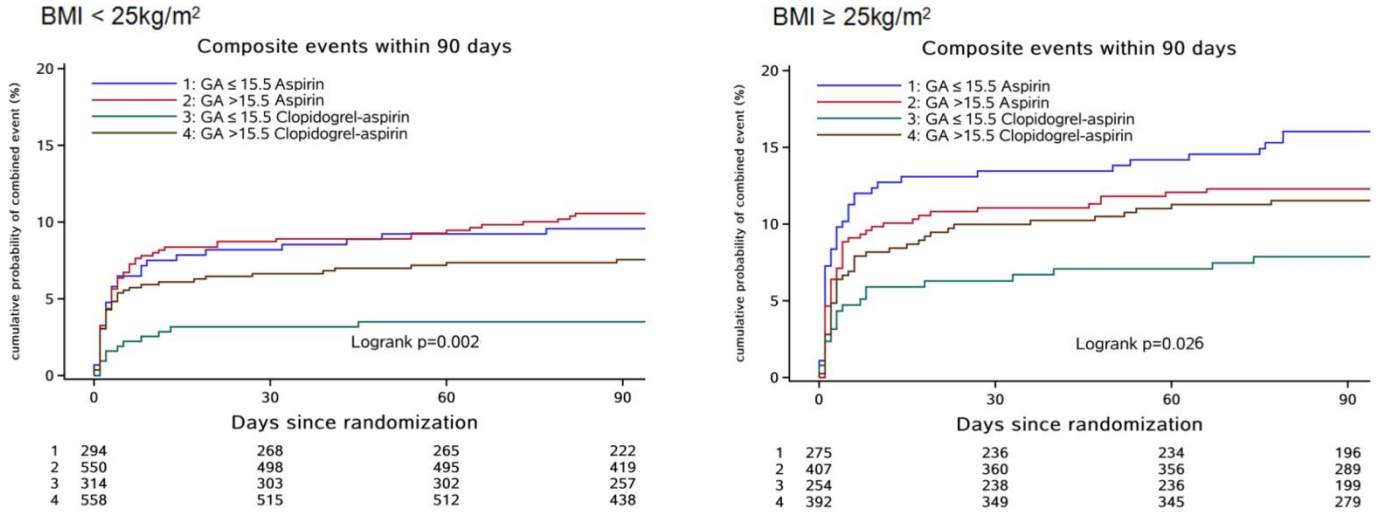 BMI < 25kg/m²
Composite events within 90 days
cumulative probability of combined event (%)
20
15
10
5
0
1: GA ≤ 15.5 Aspirin
2: GA >15.5 Aspirin
3: GA ≤ 15.5 Clopidogrel-aspirin
4: GA >15.5 Clopidogrel-aspirin
Logrank p=0.002
0 30 60 90
Days since randomization
1 294 268 265 222
2 550 498 495 419
3 314 303 302 257
4 558 515 512 438
BMI ≥ 25kg/m²
Composite events within 90 days
cumulative probability of combined event (%)
20
15
10
5
0
1: GA ≤ 15.5 Aspirin
2: GA >15.5 Aspirin
3: GA ≤ 15.5 Clopidogrel-aspirin
4: GA >15.5 Clopidogrel-aspirin
Logrank p=0.026
0 30 60 90
Days since randomization
1 275 236 234 196
2 407 360 356 289
3 254 238 236 199
4 392 349 345 279